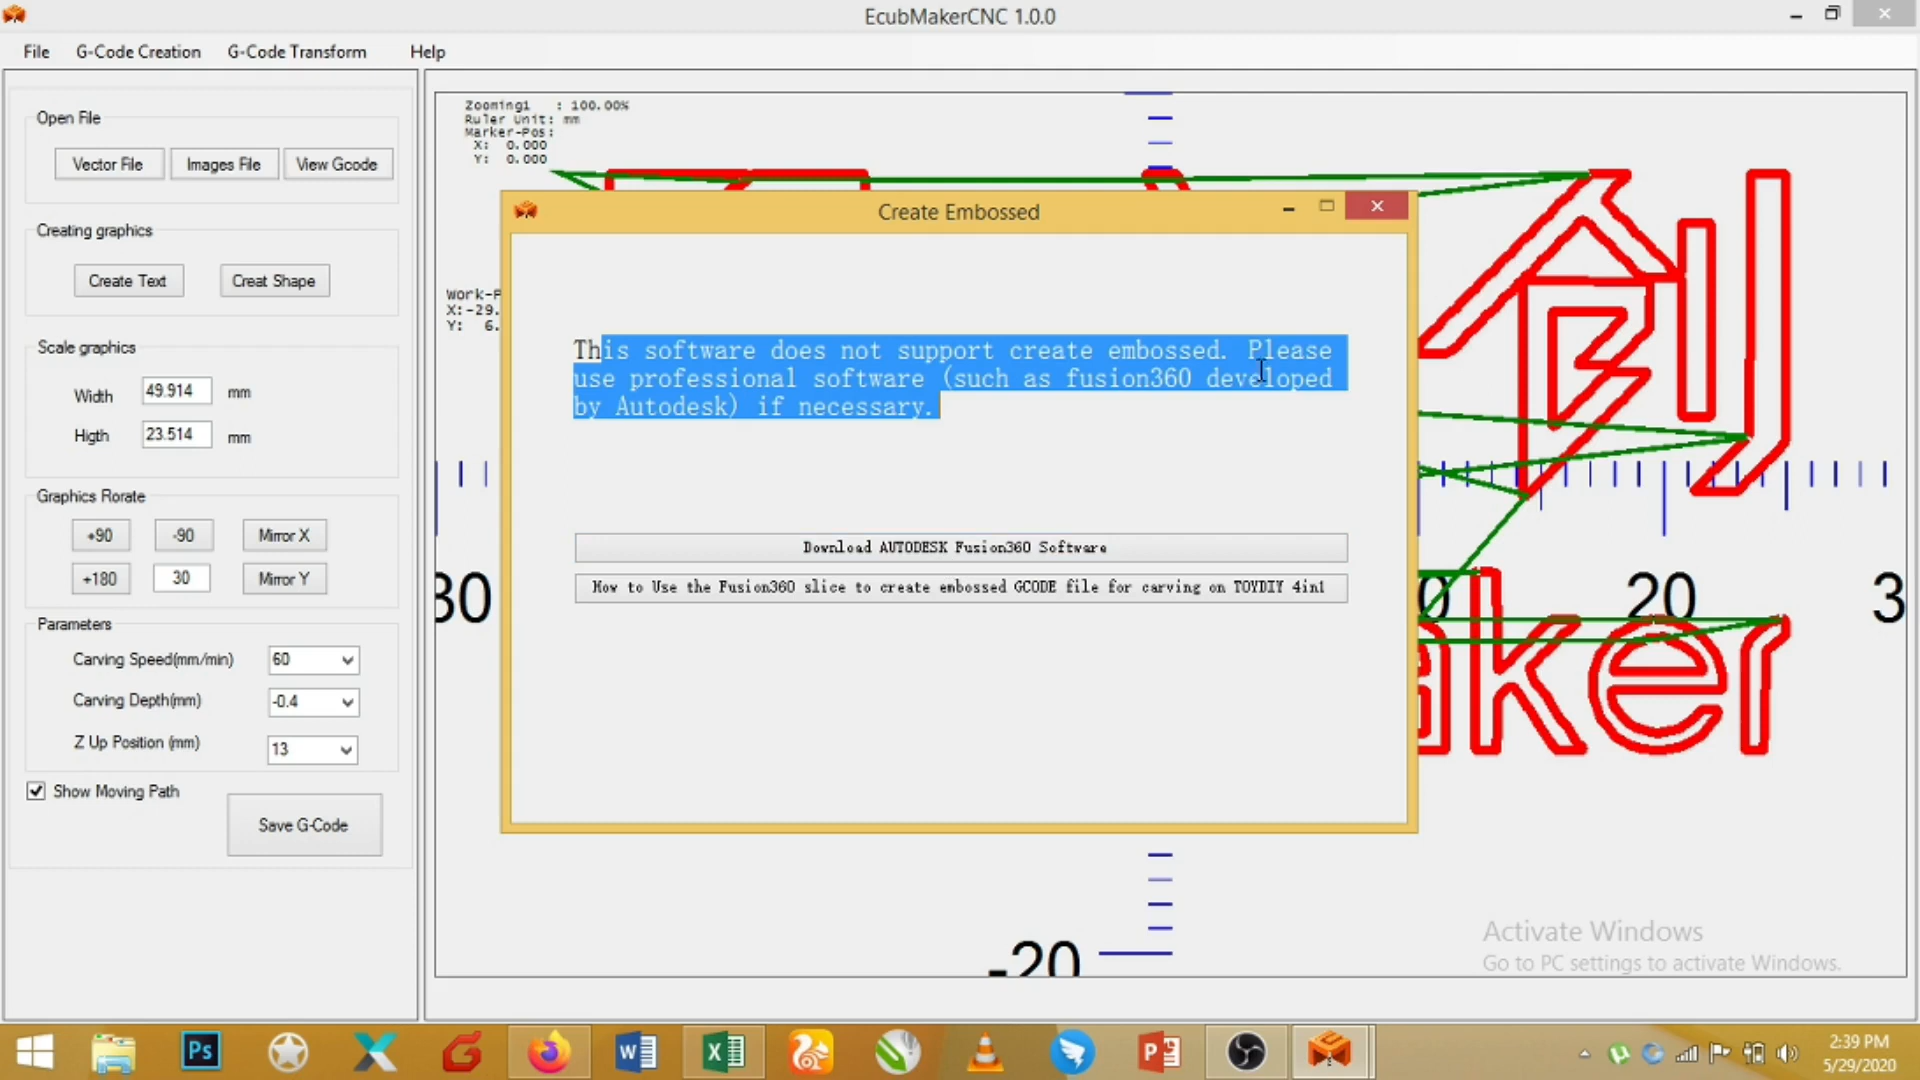 EcubMakerCNC 1.0.0
File G-Code Creation G-Code Transform Help
Open File
Vector File Images File View Gcode
Creating graphics
Create Text Creat Shape
Scale graphics
Width 49.914 mm
Higth 23.514 mm
Graphics Rorate
+90 -90 Mirror X
+180 30 Mirror Y
Parameters
Carving Speed(mm/min) 60
Carving Depth(mm) -0.4
Z Up Position (mm) 13
Show Moving Path
Save G-Code
Zooming1 : 100.00%
Ruler Unit: mm
Marker-Pos:
X: 0.000
Y: 0.000
Work-P
X:-29.
Y: 6.
Create Embossed
This software does not support create embossed. Please
use professional software (such as fusion360 developed
by Autodesk) if necessary.
Download AUTODESK Fusion360 Software
How to Use the Fusion360 slice to create embossed GCODE file for carving on TOYDIY 4in1
创
30 0 20 3
aker
-20
Activate Windows
Go to PC settings to activate Windows.
Ps
2:39 PM
5/29/2020